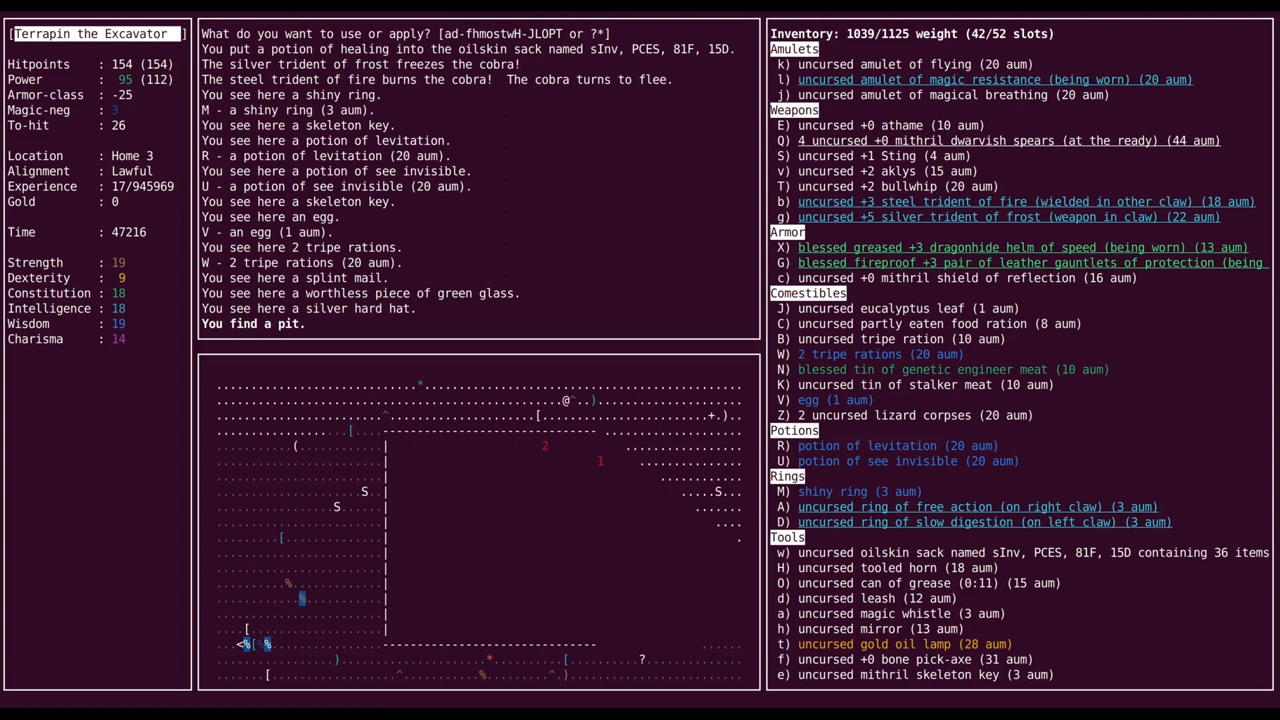 [Terrapin the Excavator ]
Hitpoints : 154 (154)
Power : 95 (112)
Armor-class : -25
Magic-neg : 3
To-hit : 26
Location : Home 3
Alignment : Lawful
Experience : 17/945969
Gold : 0
Time : 47216
Strength : 19
Dexterity : 9
Constitution : 18
Intelligence : 18
Wisdom : 19
Charisma : 14
What do you want to use or apply? [ad-fhmostwH-JLOPT or ?*]
You put a potion of healing into the oilskin sack named sInv, PCES, 81F, 15D.
The silver trident of frost freezes the cobra!
The steel trident of fire burns the cobra! The cobra turns to flee.
You see here a shiny ring.
M - a shiny ring (3 aum).
You see here a skeleton key.
You see here a potion of levitation.
R - a potion of levitation (20 aum).
You see here a potion of see invisible.
U - a potion of see invisible (20 aum).
You see here a skeleton key.
You see here an egg.
V - an egg (1 aum).
You see here 2 tripe rations.
W - 2 tripe rations (20 aum).
You see here a splint mail.
You see here a worthless piece of green glass.
You see here a silver hard hat.
You find a pit.
Inventory: 1039/1125 weight (42/52 slots)
Amulets
k) uncursed amulet of flying (20 aum)
l) uncursed amulet of magic resistance (being worn) (20 aum)
j) uncursed amulet of magical breathing (20 aum)
Weapons
E) uncursed +0 athame (10 aum)
Q) 4 uncursed +0 mithril dwarvish spears (at the ready) (44 aum)
S) uncursed +1 Sting (4 aum)
v) uncursed +2 aklys (15 aum)
T) uncursed +2 bullwhip (20 aum)
b) uncursed +3 steel trident of fire (wielded in other claw) (18 aum)
g) uncursed +5 silver trident of frost (weapon in claw) (22 aum)
Armor
X) blessed greased +3 dragonhide helm of speed (being worn) (13 aum)
G) blessed fireproof +3 pair of leather gauntlets of protection (being
c) uncursed +0 mithril shield of reflection (16 aum)
Comestibles
J) uncursed eucalyptus leaf (1 aum)
C) uncursed partly eaten food ration (8 aum)
B) uncursed tripe ration (10 aum)
W) 2 tripe rations (20 aum)
N) blessed tin of genetic engineer meat (10 aum)
K) uncursed tin of stalker meat (10 aum)
V) egg (1 aum)
Z) 2 uncursed lizard corpses (20 aum)
Potions
R) potion of levitation (20 aum)
U) potion of see invisible (20 aum)
Rings
M) shiny ring (3 aum)
A) uncursed ring of free action (on right claw) (3 aum)
D) uncursed ring of slow digestion (on left claw) (3 aum)
Tools
w) uncursed oilskin sack named sInv, PCES, 81F, 15D containing 36 items
H) uncursed tooled horn (18 aum)
O) uncursed can of grease (0:11) (15 aum)
d) uncursed leash (12 aum)
a) uncursed magic whistle (3 aum)
h) uncursed mirror (13 aum)
t) uncursed gold oil lamp (28 aum)
f) uncursed +0 bone pick-axe (31 aum)
e) uncursed mithril skeleton key (3 aum)